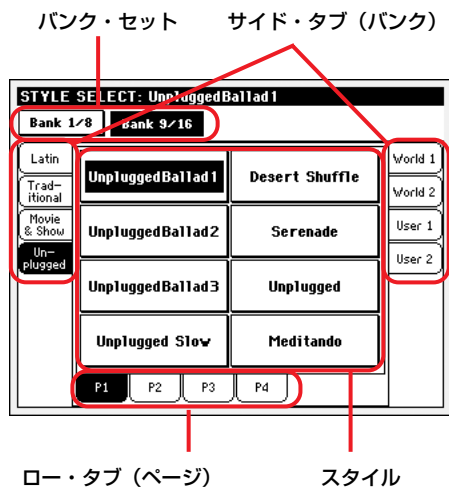 バンク・セット
サイド・タブ（バンク）
STYLE SELECT: UnpluggedBallad1
Bank 1/8
Bank 9/16
Latin
Trad-
itional
Movie
& Show
Un-
plugged
UnpluggedBallad1
Desert Shuffle
UnpluggedBallad2
Serenade
UnpluggedBallad3
Unplugged
Unplugged Slow
Meditando
World 1
World 2
User 1
User 2
P1
P2
P3
P4
ロー・タブ（ページ）
スタイル